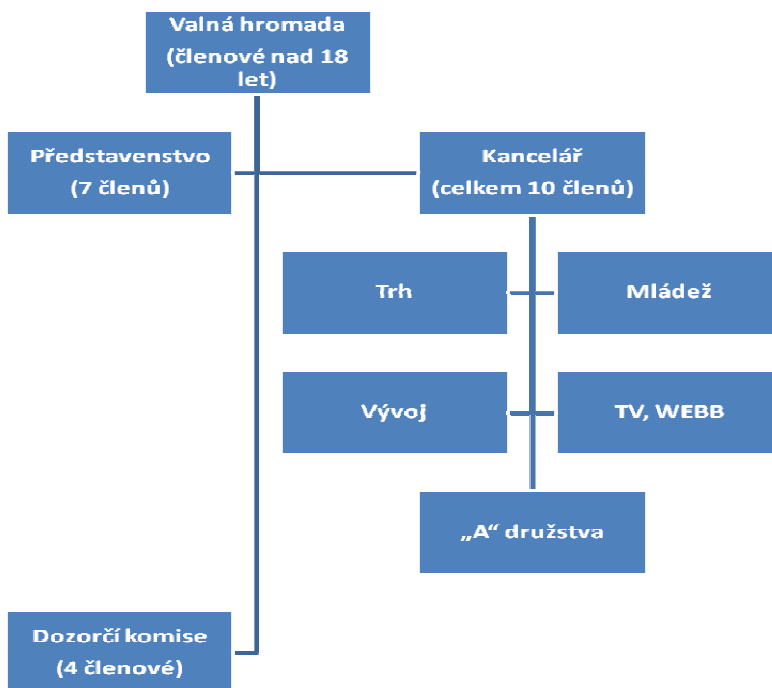 Valná hromada
(členové nad 18
let)
Představenstvo
(7 členů)
Kancelář
(celkem 10 členů)
Trh
Mládež
Vývoj
TV, WEBB
„A“ družstva
Dozorčí komise
(4 členové)